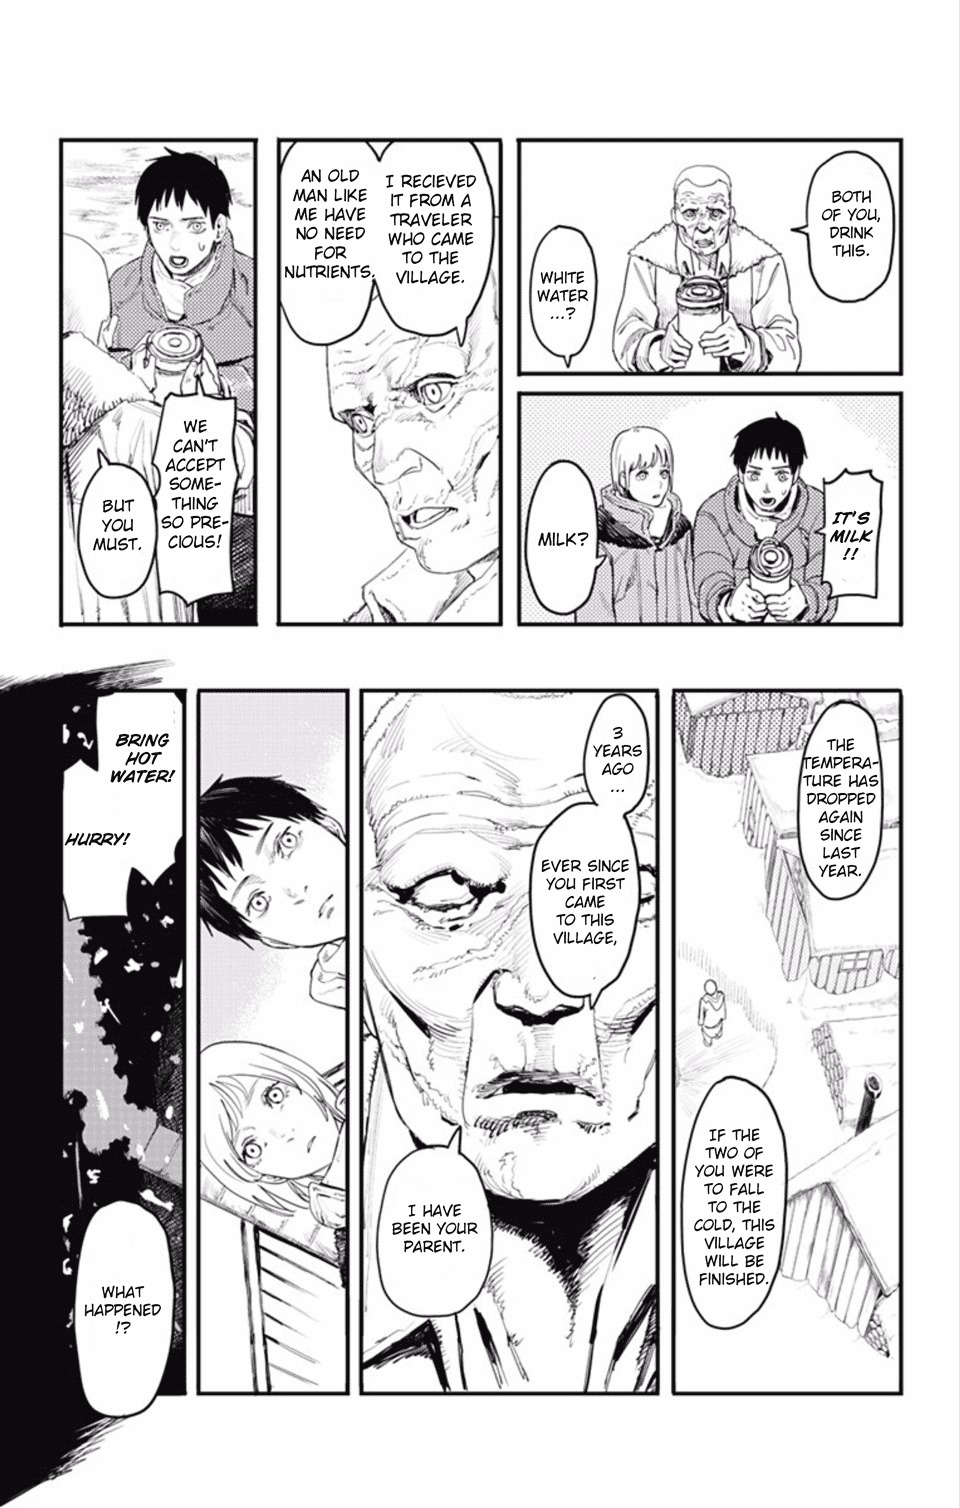 BOTH
OF YOU,
DRINK
THIS.
WHITE
WATER
...?
IT'S
MILK
!!
MILK?
I RECIEVED
IT FROM A
TRAVELER
WHO CAME
TO THE
VILLAGE.
AN OLD
MAN LIKE
ME HAVE
NO NEED
FOR
NUTRIENTS.
WE
CAN'T
ACCEPT
SOME-
THING
SO PRE-
CIOUS!
BUT
YOU
MUST.
THE
TEMPERA-
TURE HAS
DROPPED
AGAIN
SINCE
LAST
YEAR.
IF THE
TWO OF
YOU WERE
TO FALL
TO THE
COLD, THIS
VILLAGE
WILL BE
FINISHED.
3
YEARS
AGO
...
EVER SINCE
YOU FIRST
CAME
TO THIS
VILLAGE,
I HAVE
BEEN YOUR
PARENT.
BRING
HOT
WATER!
HURRY!
WHAT
HAPPENED
!?